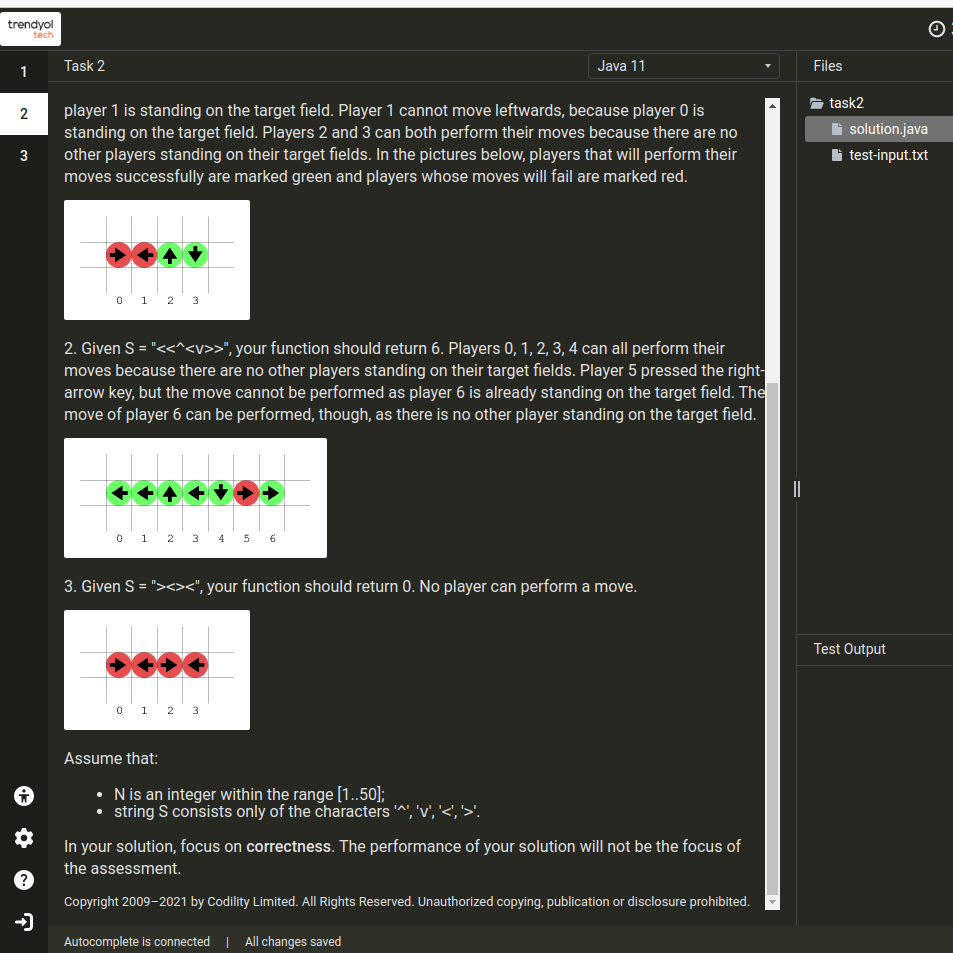 trendyol
tech
Task 2
Java 11
Files
1
2
3
task2
solution.java
test-input.txt
player 1 is standing on the target field. Player 1 cannot move leftwards, because player 0 is
standing on the target field. Players 2 and 3 can both perform their moves because there are no
other players standing on their target fields. In the pictures below, players that will perform their
moves successfully are marked green and players whose moves will fail are marked red.
0 1 2 3
2. Given S = "<<^<v>>", your function should return 6. Players 0, 1, 2, 3, 4 can all perform their
moves because there are no other players standing on their target fields. Player 5 pressed the right-
arrow key, but the move cannot be performed as player 6 is already standing on the target field. The
move of player 6 can be performed, though, as there is no other player standing on the target field.
0 1 2 3 4 5 6
3. Given S = "><><", your function should return 0. No player can perform a move.
0 1 2 3
Test Output
Assume that:
• N is an integer within the range [1..50];
• string S consists only of the characters '^', 'v', '<', '>'.
In your solution, focus on correctness. The performance of your solution will not be the focus of
the assessment.
Copyright 2009–2021 by Codility Limited. All Rights Reserved. Unauthorized copying, publication or disclosure prohibited.
Autocomplete is connected | All changes saved